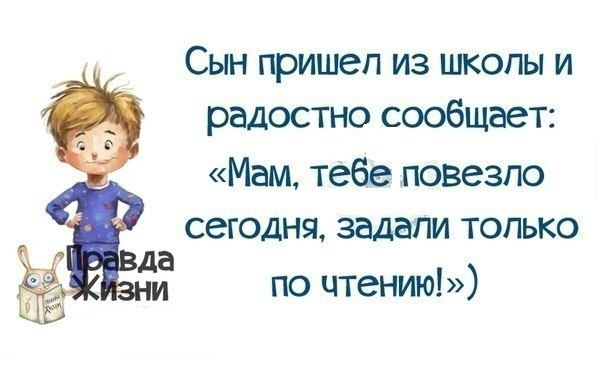 Сын пришел из школы и
радостно сообщает:
«Мам, тебе повезло
сегодня, задали только
по чтению!»)
Правда
Жизни